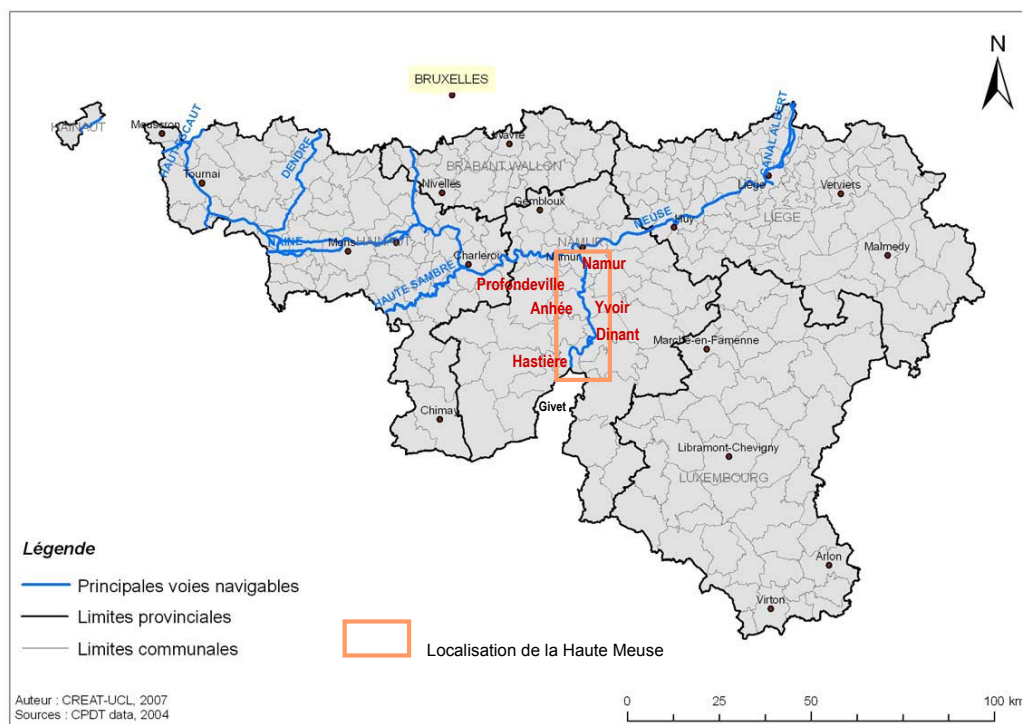 N
BRUXELLES
HAINAUT
Mouscron
HAUT ESCAUT
Tournai
DENDRE
Wavre
BRABANT WALLON
Nivelles
Gembloux
CANAL ALBERT
Liège
Verviers
LIEGE
MEUSE
Huy
Malmedy
HAINAUT
Mons
Charleroi
NAMUR
Namur
Namur
HAUTE SAMBRE
Profondeville
Anhée
Yvoir
Dinant
Marche-en-Famenne
Hastière
Givet
Chimay
Libramont-Chevigny
LUXEMBOURG
Arlon
Virton
Légende
Principales voies navigables
Limites provinciales
Limites communales
Localisation de la Haute Meuse
Auteur : CREAT-UCL, 2007
Sources : CPDT data, 2004
0 25 50 100 km